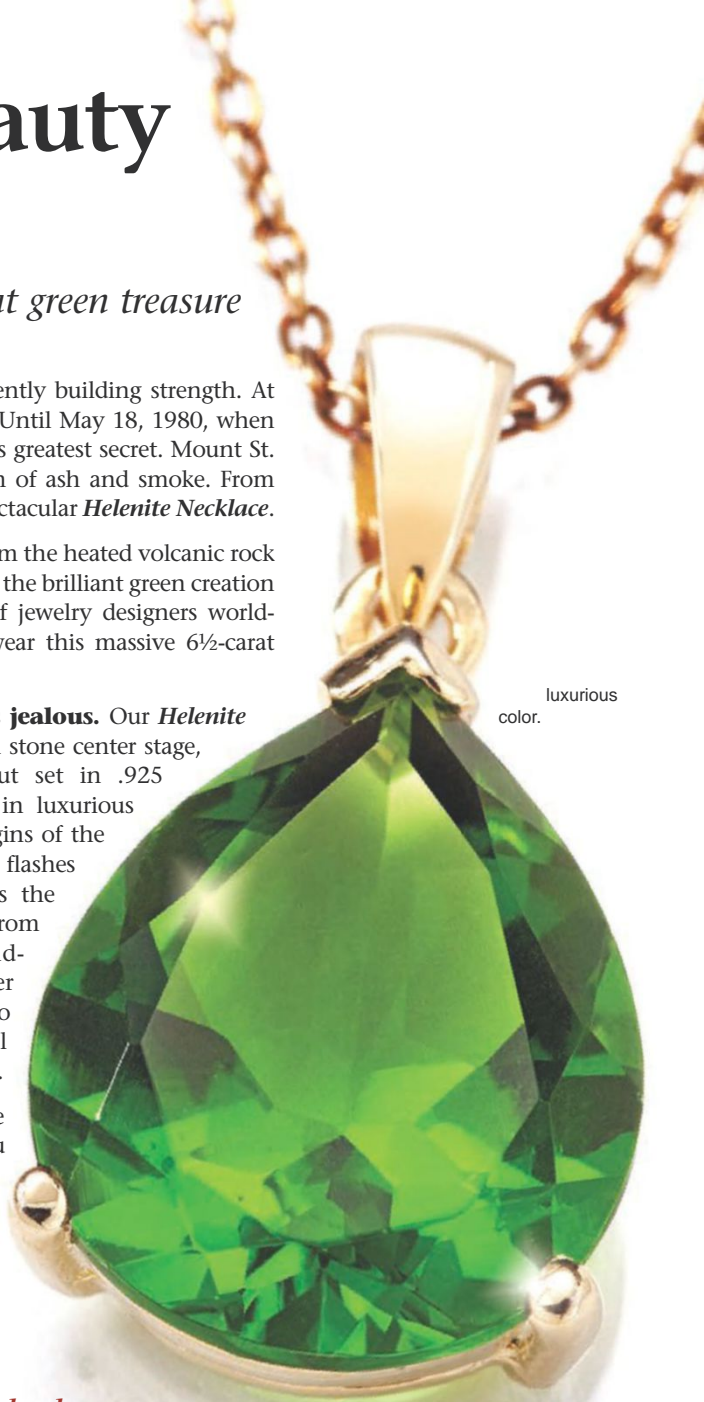 auty
at green treasure
ently building strength. At
Until May 18, 1980, when
s greatest secret. Mount St.
n of ash and smoke. From
ctacular Helenite Necklace.
m the heated volcanic rock
the brilliant green creation
f jewelry designers world-
wear this massive 6½-carat
jealous. Our Helenite
stone center stage,
ut set in .925
in luxurious
gins of the
flashes
s the
rom
d-
er
o
l
.
e
u
luxurious
color.